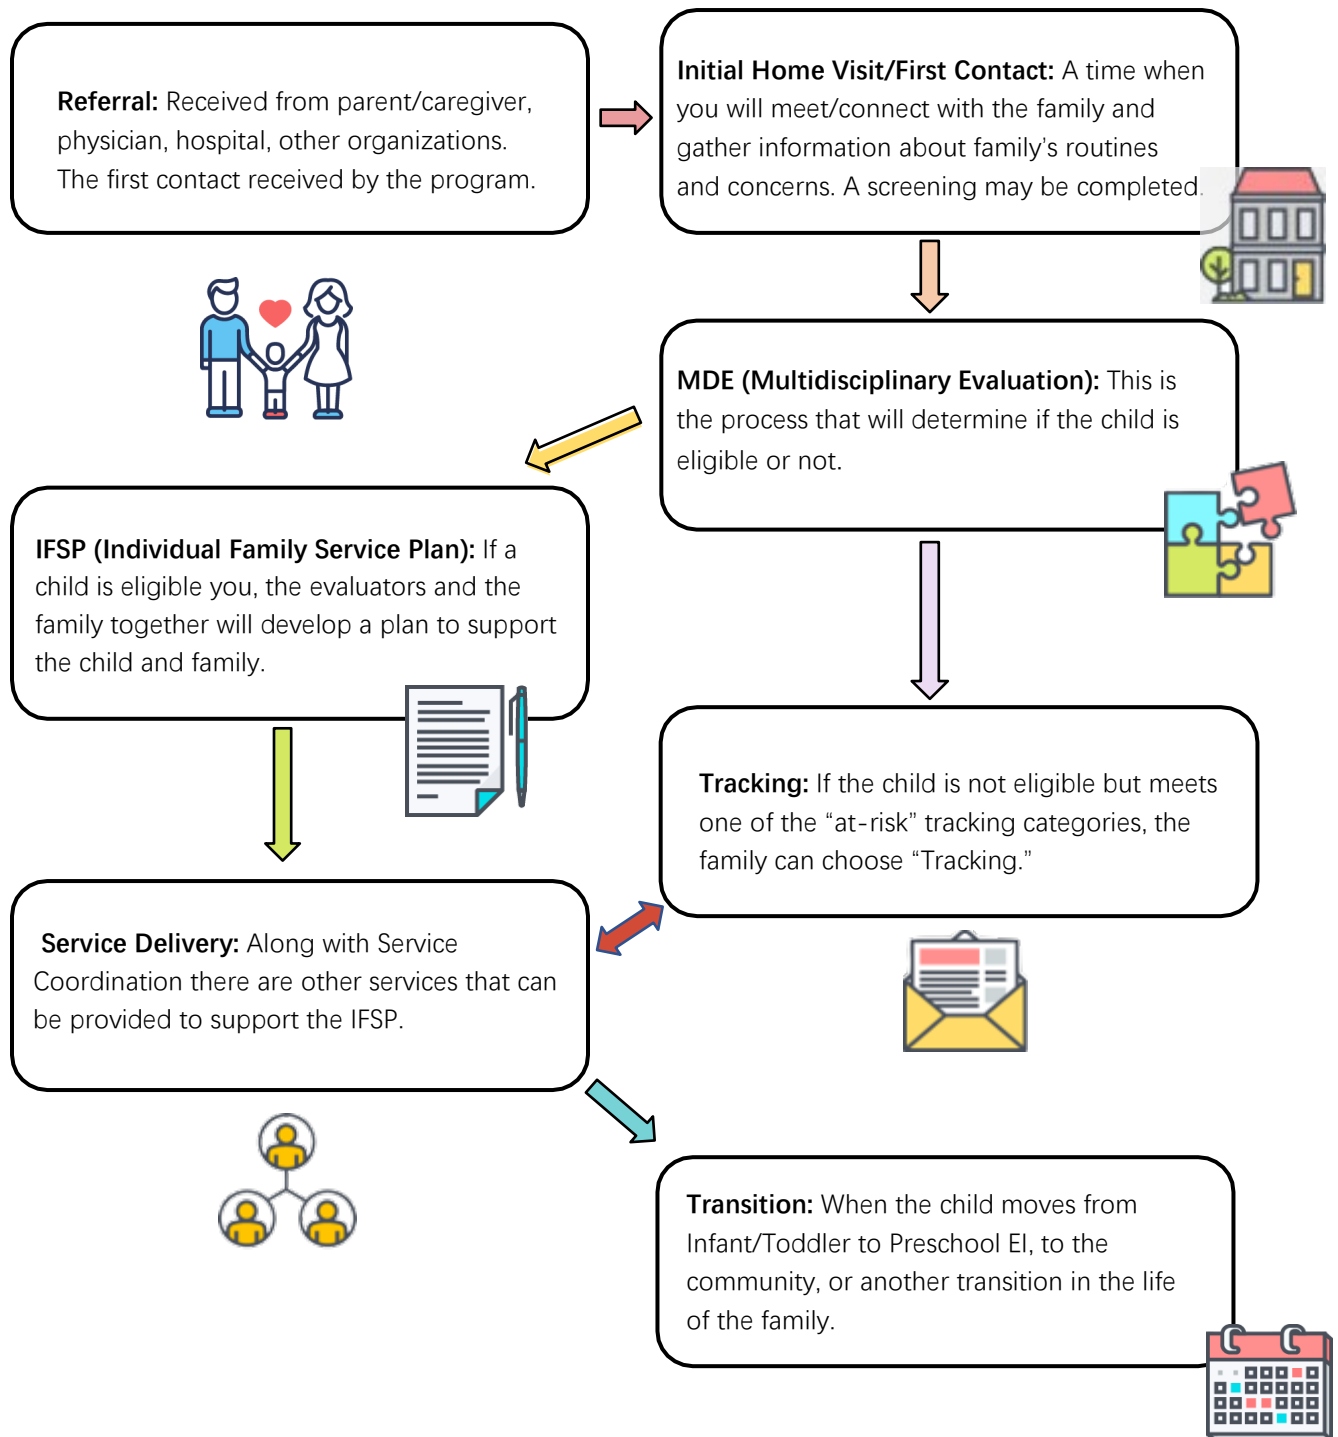 Referral: Received from parent/caregiver,
physician, hospital, other organizations.
The first contact received by the program.
Initial Home Visit/First Contact: A time when
you will meet/connect with the family and
gather information about family’s routines
and concerns. A screening may be completed.
MDE (Multidisciplinary Evaluation): This is
the process that will determine if the child is
eligible or not.
IFSP (Individual Family Service Plan): If a
child is eligible you, the evaluators and the
family together will develop a plan to support
the child and family.
Tracking: If the child is not eligible but meets
one of the “at-risk” tracking categories, the
family can choose “Tracking.”
Service Delivery: Along with Service
Coordination there are other services that can
be provided to support the IFSP.
Transition: When the child moves from
Infant/Toddler to Preschool EI, to the
community, or another transition in the life
of the family.